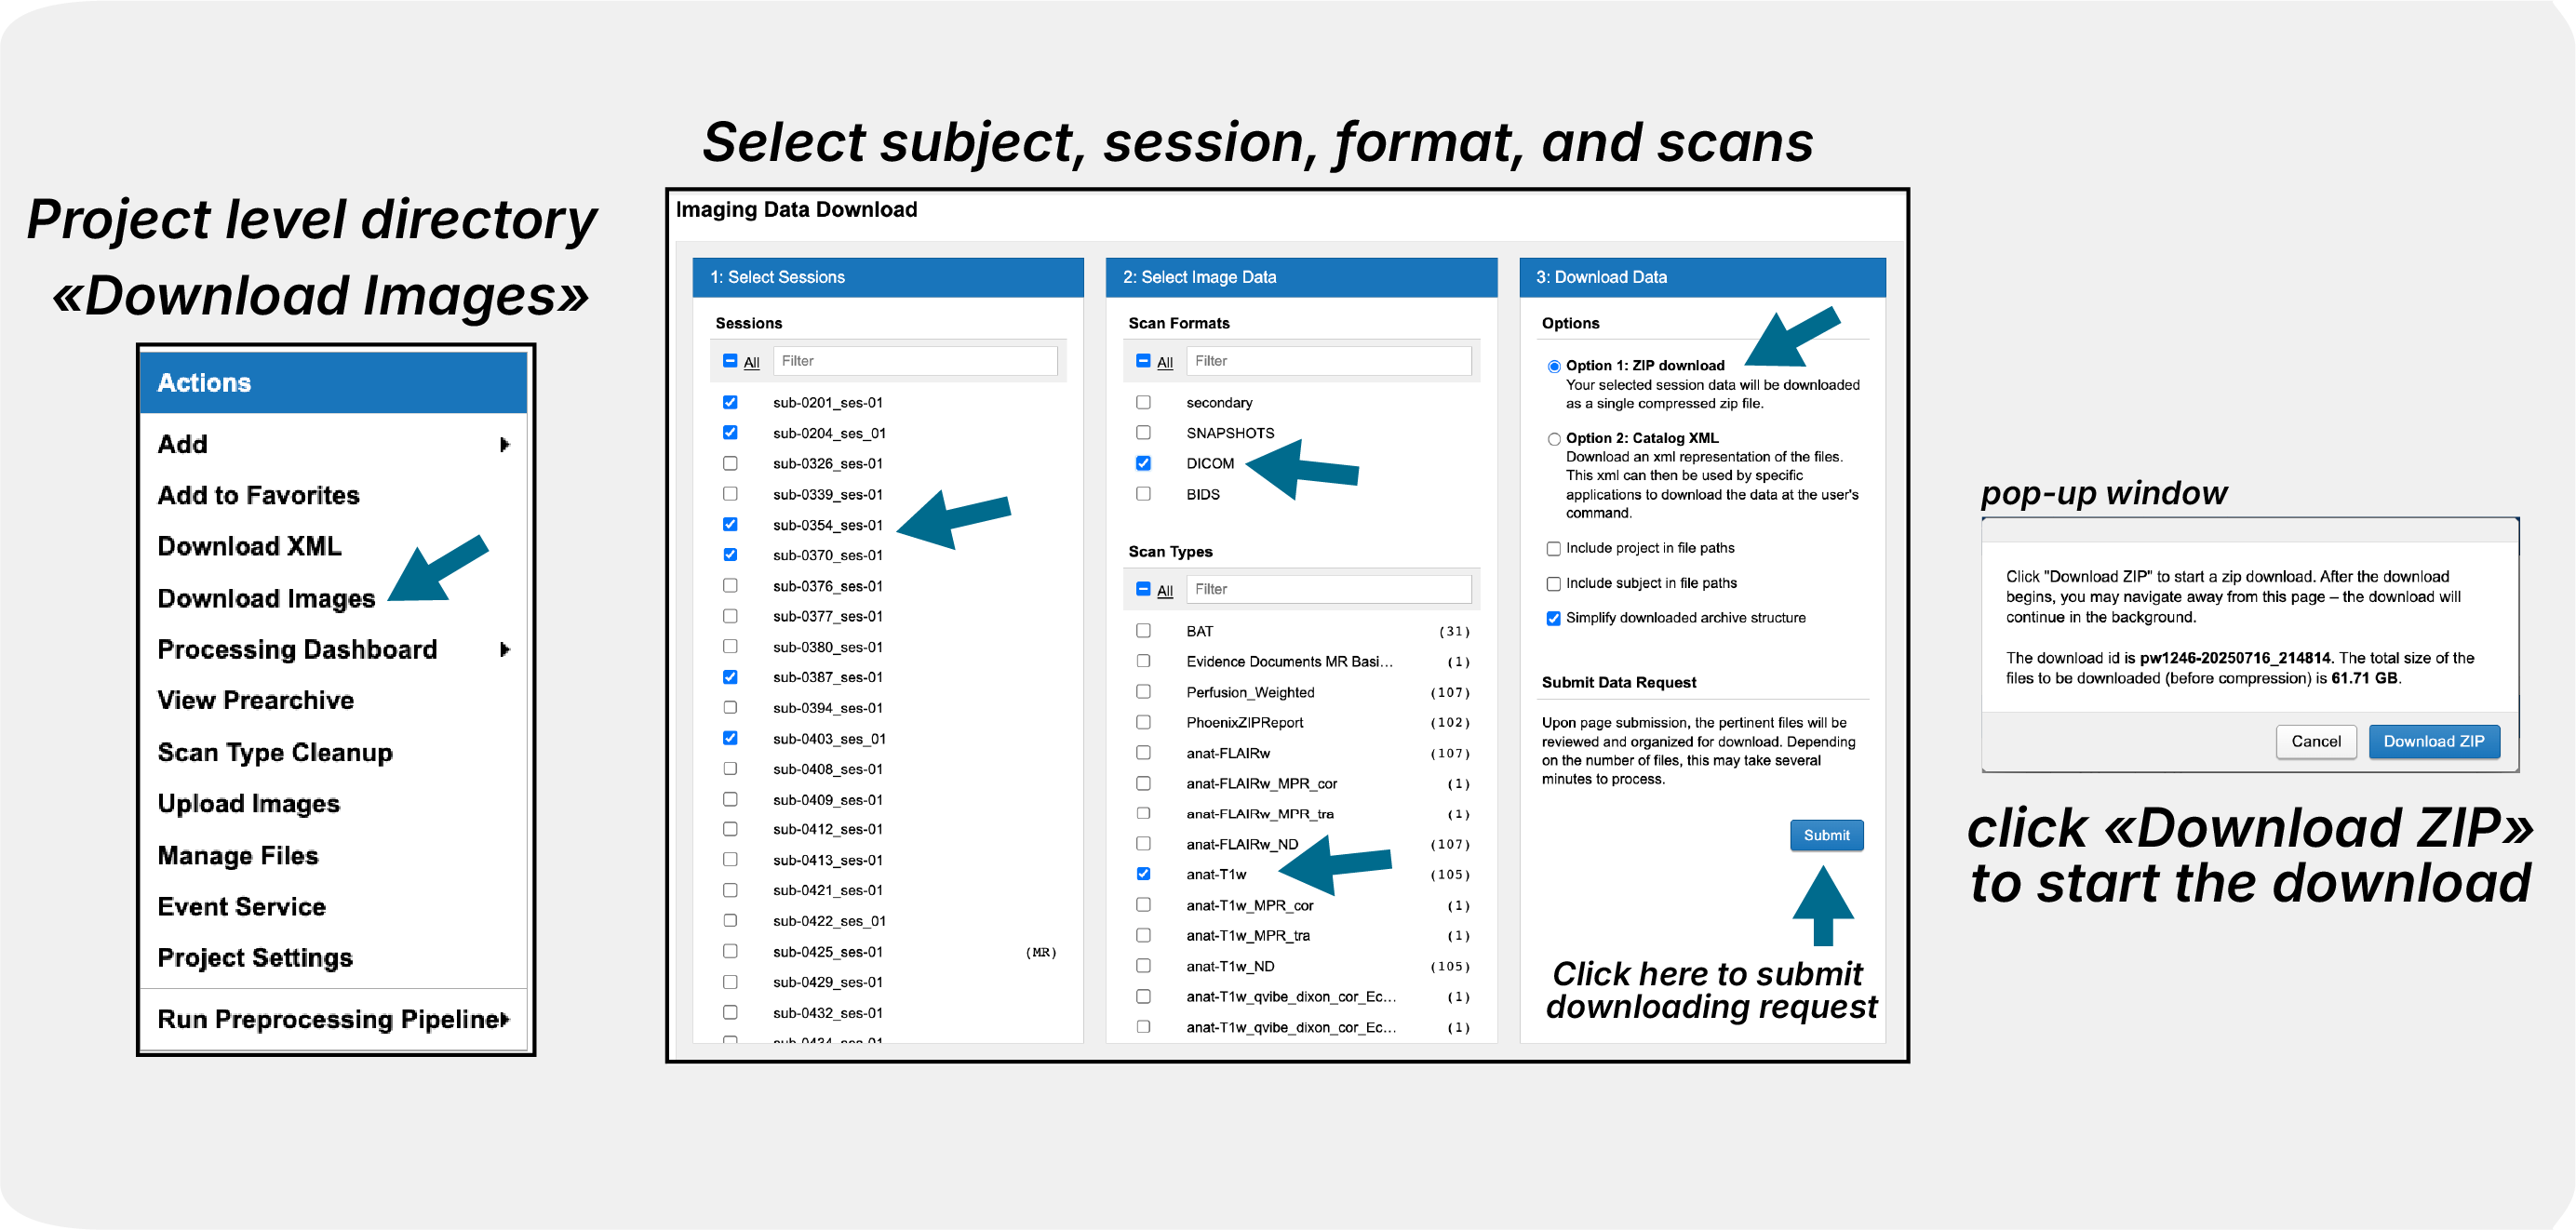 Project level directory
«Download Images»
Actions
Add
Add to Favorites
Download XML
Download Images
Processing Dashboard
View Prearchive
Scan Type Cleanup
Upload Images
Manage Files
Event Service
Project Settings
Run Preprocessing Pipeline
Select subject, session, format, and scans
Imaging Data Download
1: Select Sessions
Sessions
All Filter
sub-0201_ses-01
sub-0204_ses_01
sub-0326_ses-01
sub-0339_ses-01
sub-0354_ses-01
sub-0370_ses-01
sub-0376_ses-01
sub-0377_ses-01
sub-0380_ses-01
sub-0387_ses-01
sub-0394_ses-01
sub-0403_ses_01
sub-0408_ses-01
sub-0409_ses-01
sub-0412_ses-01
sub-0413_ses-01
sub-0421_ses-01
sub-0422_ses_01
sub-0425_ses-01 (MR)
sub-0429_ses-01
sub-0432_ses-01
2: Select Image Data
Scan Formats
All Filter
secondary
SNAPSHOTS
DICOM
BIDS
Scan Types
All Filter
BAT (31)
Evidence Documents MR Basi... (1)
Perfusion_Weighted (107)
PhoenixZIPReport (102)
anat-FLAIRw (107)
anat-FLAIRw_MPR_cor (1)
anat-FLAIRw_MPR_tra (1)
anat-FLAIRw_ND (107)
anat-T1w (105)
anat-T1w_MPR_cor (1)
anat-T1w_MPR_tra (1)
anat-T1w_ND (105)
anat-T1w_qvibe_dixon_cor_Ec... (1)
anat-T1w_qvibe_dixon_cor_Ec... (1)
3: Download Data
Options
Option 1: ZIP download
Your selected session data will be downloaded
as a single compressed zip file.
Option 2: Catalog XML
Download an xml representation of the files.
This xml can then be used by specific
applications to download the data at the user's
command.
Include project in file paths
Include subject in file paths
Simplify downloaded archive structure
Submit Data Request
Upon page submission, the pertinent files will be
reviewed and organized for download. Depending
on the number of files, this may take several
minutes to process.
Submit
Click here to submit
downloading request
pop-up window
Click "Download ZIP" to start a zip download. After the download
begins, you may navigate away from this page – the download will
continue in the background.
The download id is pw1246-20250716_214814. The total size of the
files to be downloaded (before compression) is 61.71 GB.
Cancel Download ZIP
click «Download ZIP»
to start the download